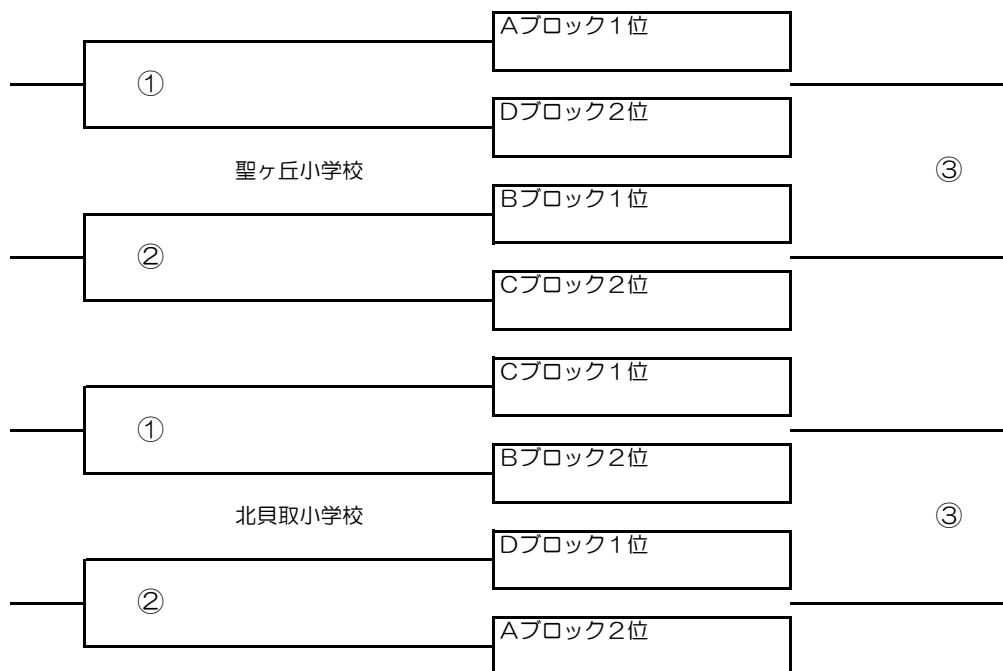 Aブロック1位
①
Dブロック2位
聖ヶ丘小学校
③
Bブロック1位
②
Cブロック2位
Cブロック1位
①
Bブロック2位
北貝取小学校
③
Dブロック1位
②
Aブロック2位